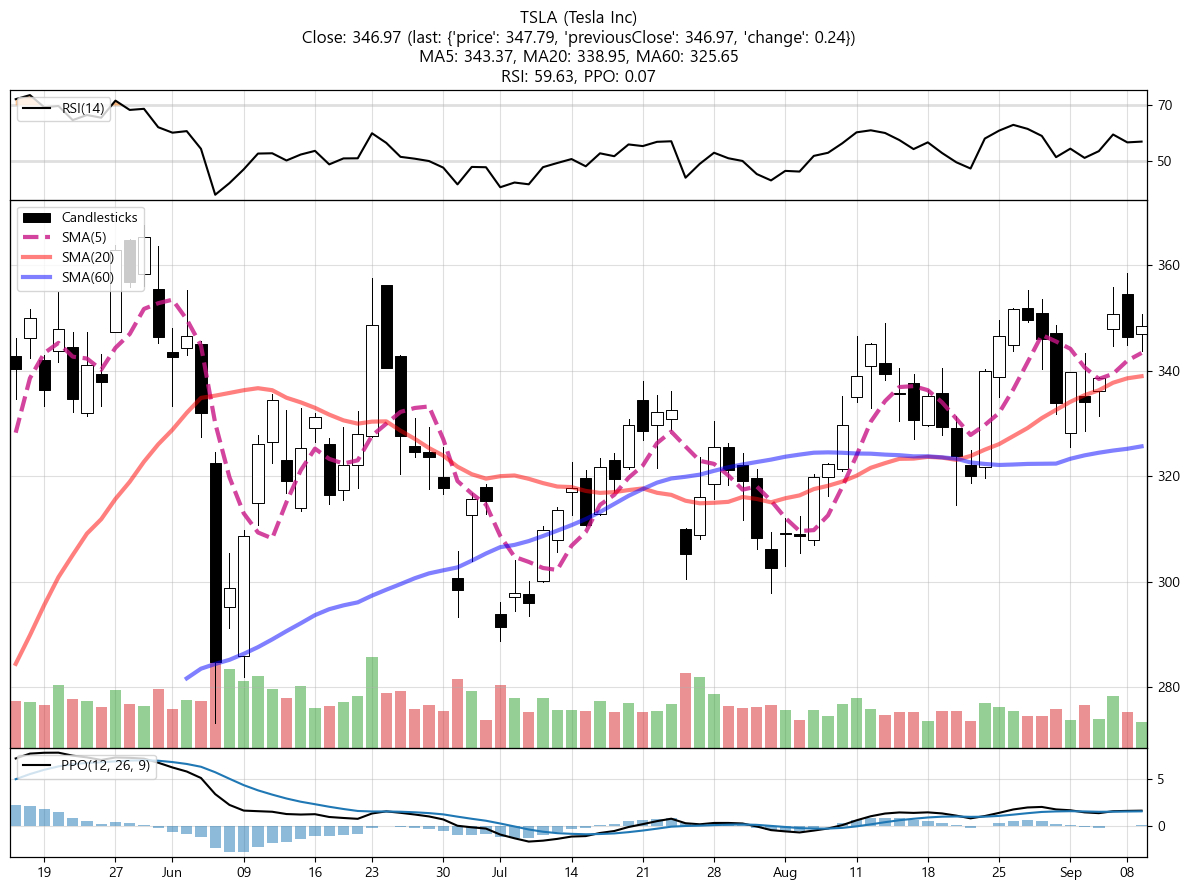 TSLA (Tesla Inc)
Close: 346.97 (last: {'price': 347.79, 'previousClose': 346.97, 'change': 0.24})
MA5: 343.37, MA20: 338.95, MA60: 325.65
RSI: 59.63, PPO: 0.07
RSI(14)
70
50
Candlesticks
SMA(5)
SMA(20)
SMA(60)
360
340
320
300
280
PPO(12, 26, 9)
5
0
19 27 Jun 09 16 23 30 Jul 14 21 28 Aug 11 18 25 Sep 08